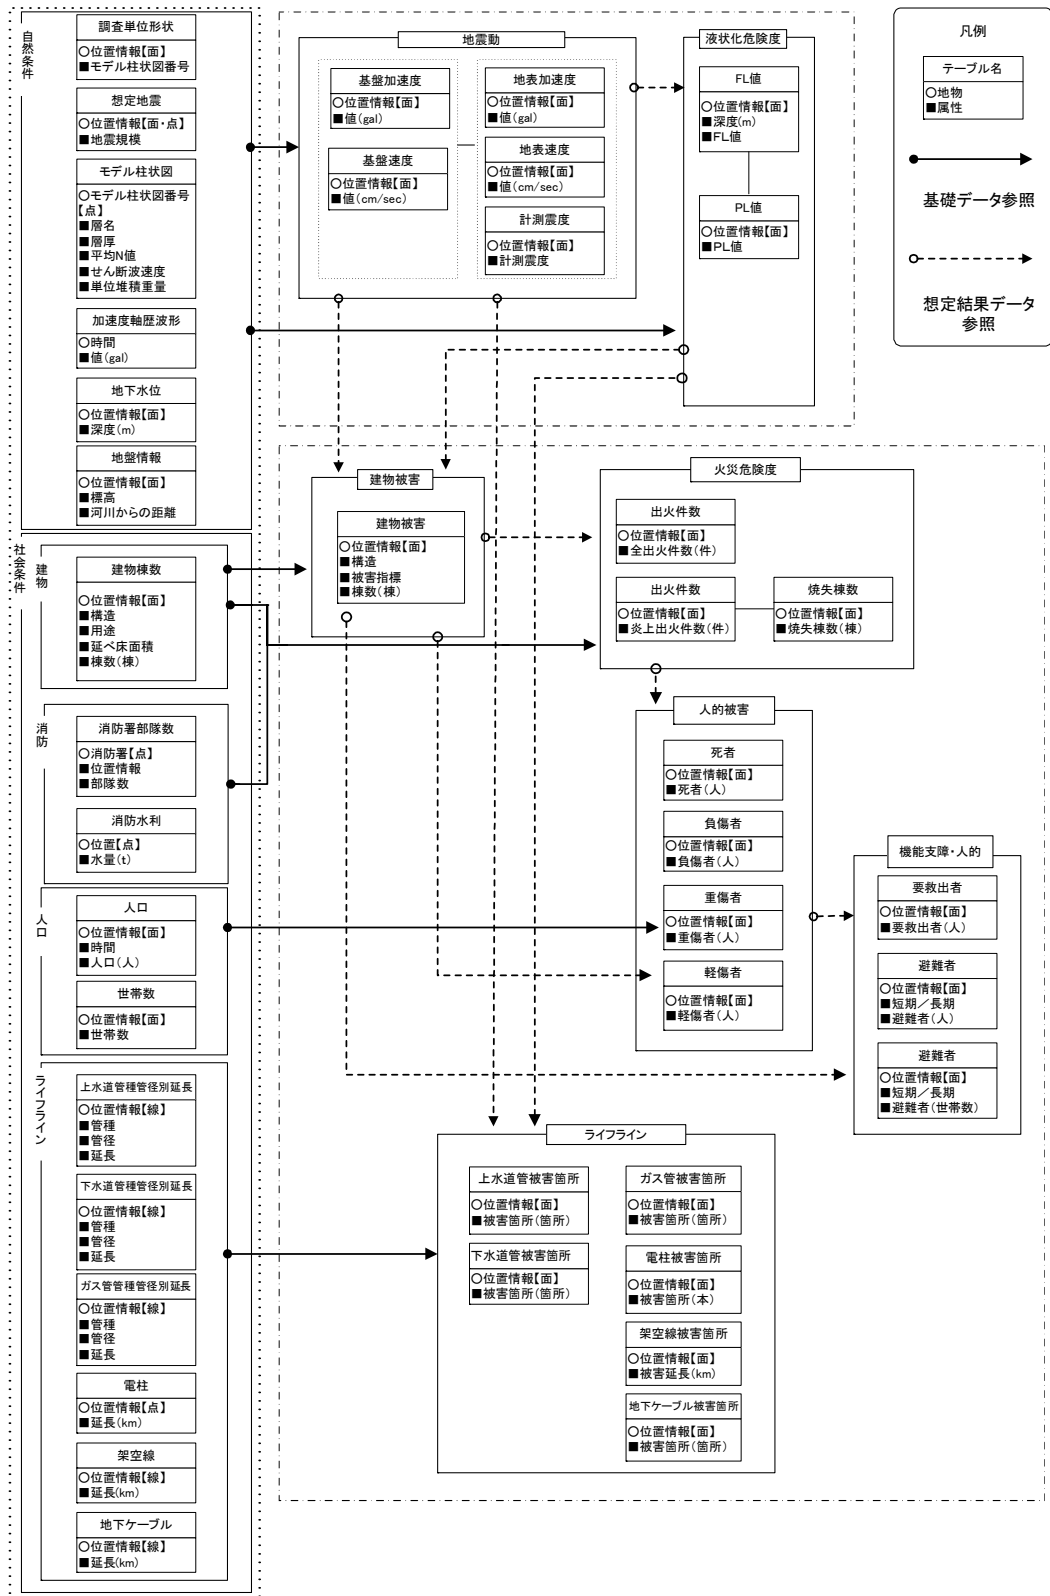 自然条件
調査単位形状
○位置情報【面】
■モデル柱状図番号
想定地震
○位置情報【面・点】
■地震規模
モデル柱状図
○モデル柱状図番号
【点】
■層名
■層厚
■平均N値
■せん断波速度
■単位堆積重量
加速度軸歴波形
○時間
■値(gal)
地下水位
○位置情報【面】
■深度(m)
地盤情報
○位置情報【面】
■標高
■河川からの距離
社会条件
建物
建物棟数
○位置情報【面】
■構造
■用途
■延べ床面積
■棟数(棟)
消防
消防署部隊数
○消防署【点】
■位置情報
■部隊数
消防水利
○位置【点】
■水量(t)
人口
人口
○位置情報【面】
■時間
■人口(人)
世帯数
○位置情報【面】
■世帯数
ライフライン
上水道管種管径別延長
○位置情報【線】
■管種
■管径
■延長
下水道管種管径別延長
○位置情報【線】
■管種
■管径
■延長
ガス管管種管径別延長
○位置情報【線】
■管種
■管径
■延長
電柱
○位置情報【点】
■延長(km)
架空線
○位置情報【線】
■延長(km)
地下ケーブル
○位置情報【線】
■延長(km)
地震動
基盤加速度
○位置情報【面】
■値(gal)
基盤速度
○位置情報【面】
■値(cm/sec)
地表加速度
○位置情報【面】
■値(gal)
地表速度
○位置情報【面】
■値(cm/sec)
計測震度
○位置情報【面】
■計測震度
液状化危険度
FL値
○位置情報【面】
■深度(m)
■FL値
PL値
○位置情報【面】
■PL値
凡例
テーブル名
○地物
■属性
基礎データ参照
想定結果データ
参照
建物被害
建物被害
○位置情報【面】
■構造
■被害指標
■棟数(棟)
火災危険度
出火件数
○位置情報【面】
■全出火件数(件)
出火件数
○位置情報【面】
■炎上出火件数(件)
焼失棟数
○位置情報【面】
■焼失棟数(棟)
人的被害
死者
○位置情報【面】
■死者(人)
負傷者
○位置情報【面】
■負傷者(人)
重傷者
○位置情報【面】
■重傷者(人)
軽傷者
○位置情報【面】
■軽傷者(人)
機能支障・人的
要救出者
○位置情報【面】
■要救出者(人)
避難者
○位置情報【面】
■短期/長期
■避難者(人)
避難者
○位置情報【面】
■短期/長期
■避難者(世帯数)
ライフライン
上水道管被害箇所
○位置情報【面】
■被害箇所(箇所)
下水道管被害箇所
○位置情報【面】
■被害箇所(箇所)
ガス管被害箇所
○位置情報【面】
■被害箇所(箇所)
電柱被害箇所
○位置情報【面】
■被害箇所(本)
架空線被害箇所
○位置情報【面】
■被害延長(km)
地下ケーブル被害箇所
○位置情報【面】
■被害箇所(箇所)